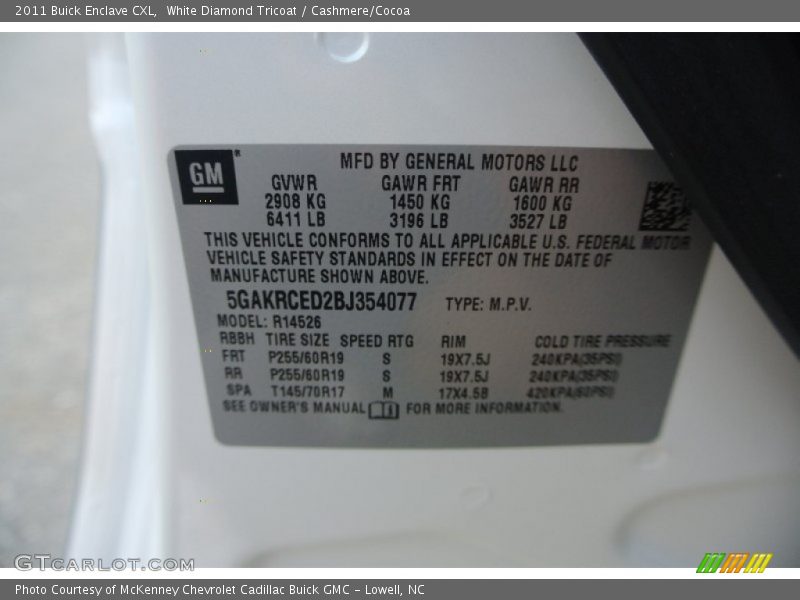 2011 Buick Enclave CXL,  White Diamond Tricoat / Cashmere/Cocoa
GM®
MFD BY GENERAL MOTORS LLC
GVWR GAWR FRT GAWR RR
2908 KG 1450 KG 1600 KG
6411 LB 3196 LB 3527 LB
THIS VEHICLE CONFORMS TO ALL APPLICABLE U.S. FEDERAL MOTOR
VEHICLE SAFETY STANDARDS IN EFFECT ON THE DATE OF
MANUFACTURE SHOWN ABOVE.
5GAKRCED2BJ354077 TYPE: M.P.V.
MODEL: R14526
RBBH TIRE SIZE SPEED RTG RIM COLD TIRE PRESSURE
FRT P255/60R19 S 19X7.5J 240KPA(35PSI)
RR P255/60R19 S 19X7.5J 240KPA(35PSI)
SPA T145/70R17 M 17X4.5B 420KPA(60PSI)
SEE OWNER'S MANUAL FOR MORE INFORMATION.
GTCARLOT.COM
Photo Courtesy of McKenney Chevrolet Cadillac Buick GMC - Lowell, NC